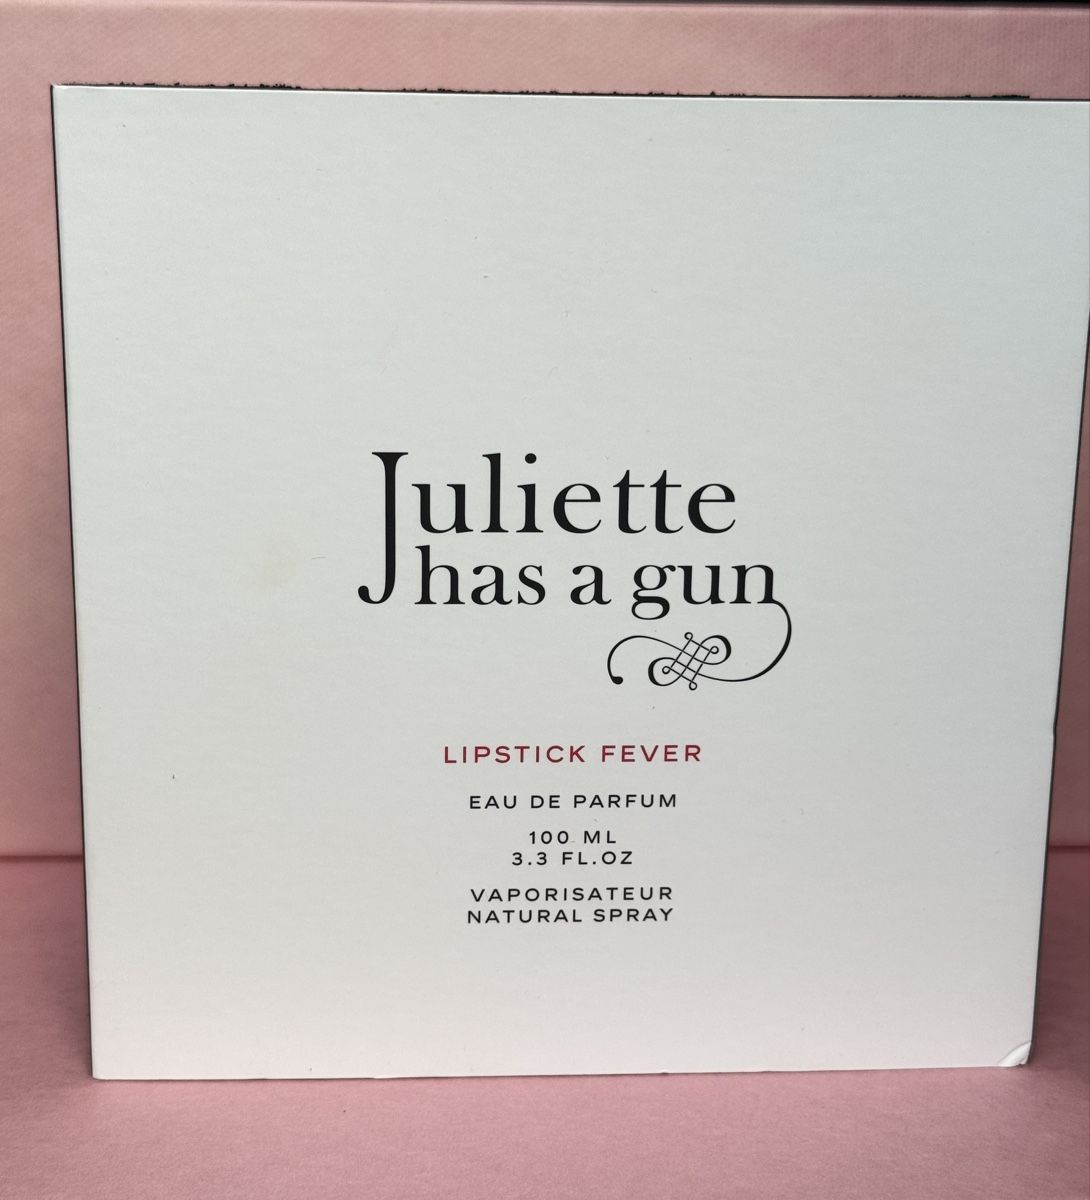 Juliette
has a gun
LIPSTICK FEVER
EAU DE PARFUM
100 ML
3.3 FL.OZ
VAPORISATEUR
NATURAL SPRAY